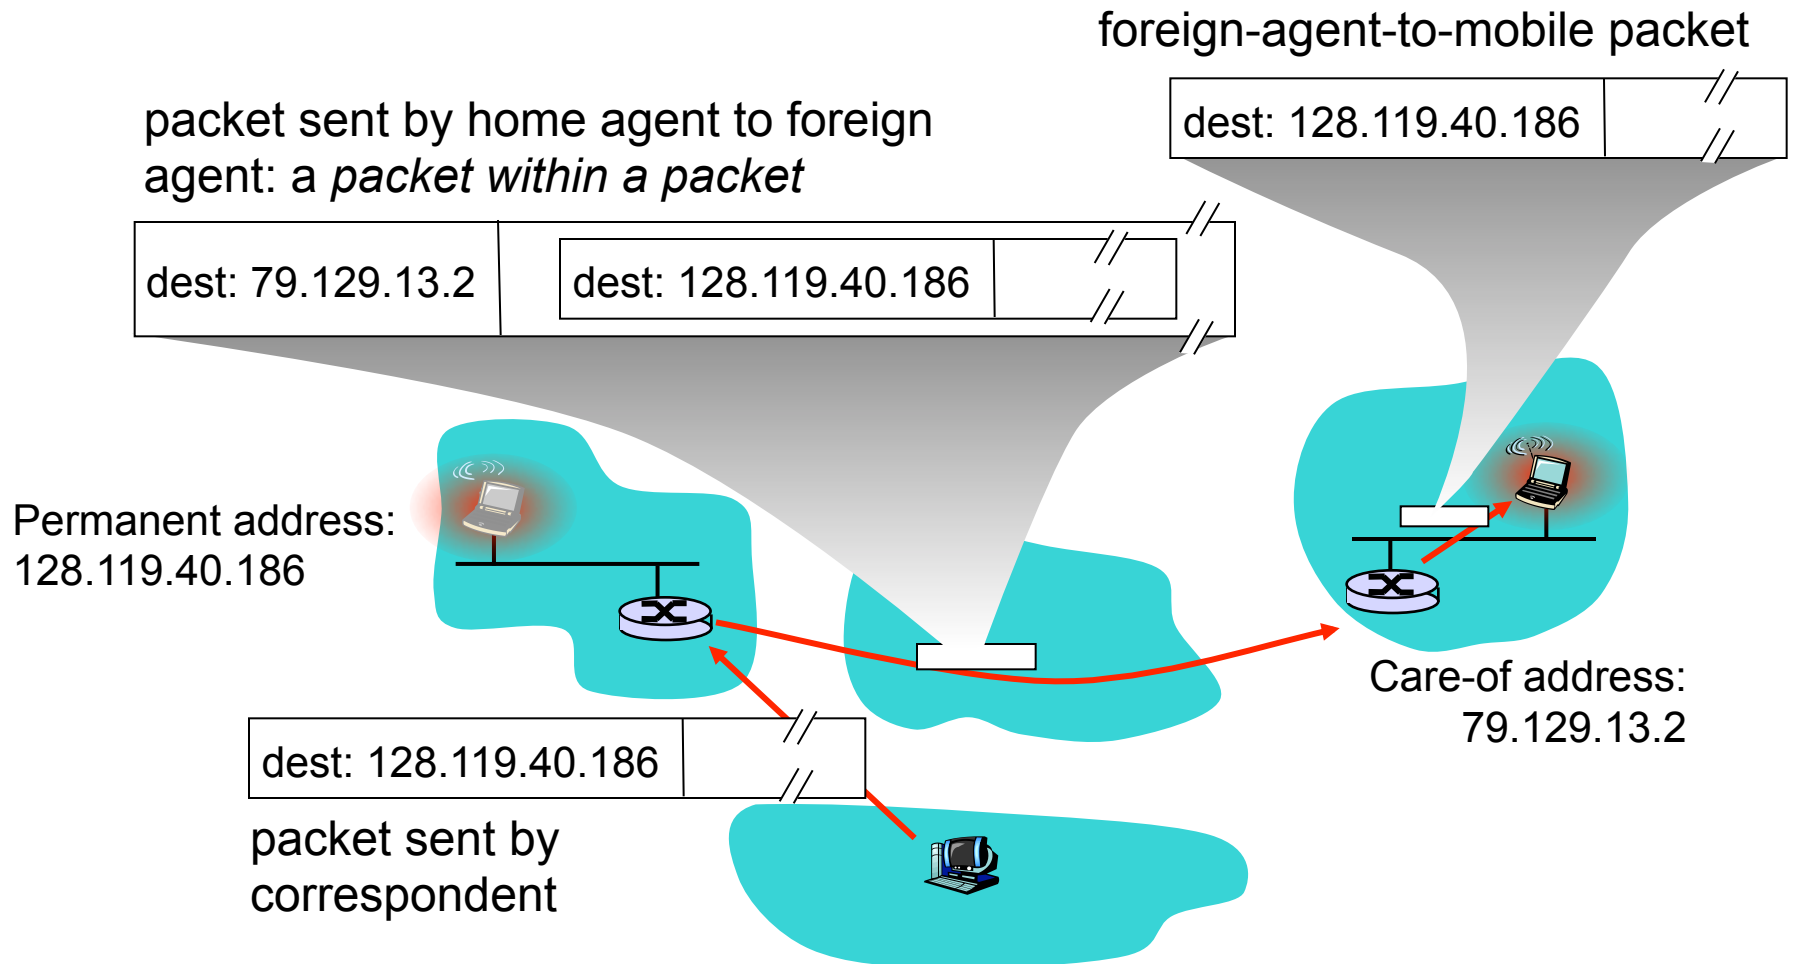 foreign-agent-to-mobile packet
dest: 128.119.40.186
packet sent by home agent to foreign
agent: a packet within a packet
dest: 79.129.13.2
dest: 128.119.40.186
Permanent address:
128.119.40.186
Care-of address:
79.129.13.2
dest: 128.119.40.186
packet sent by
correspondent